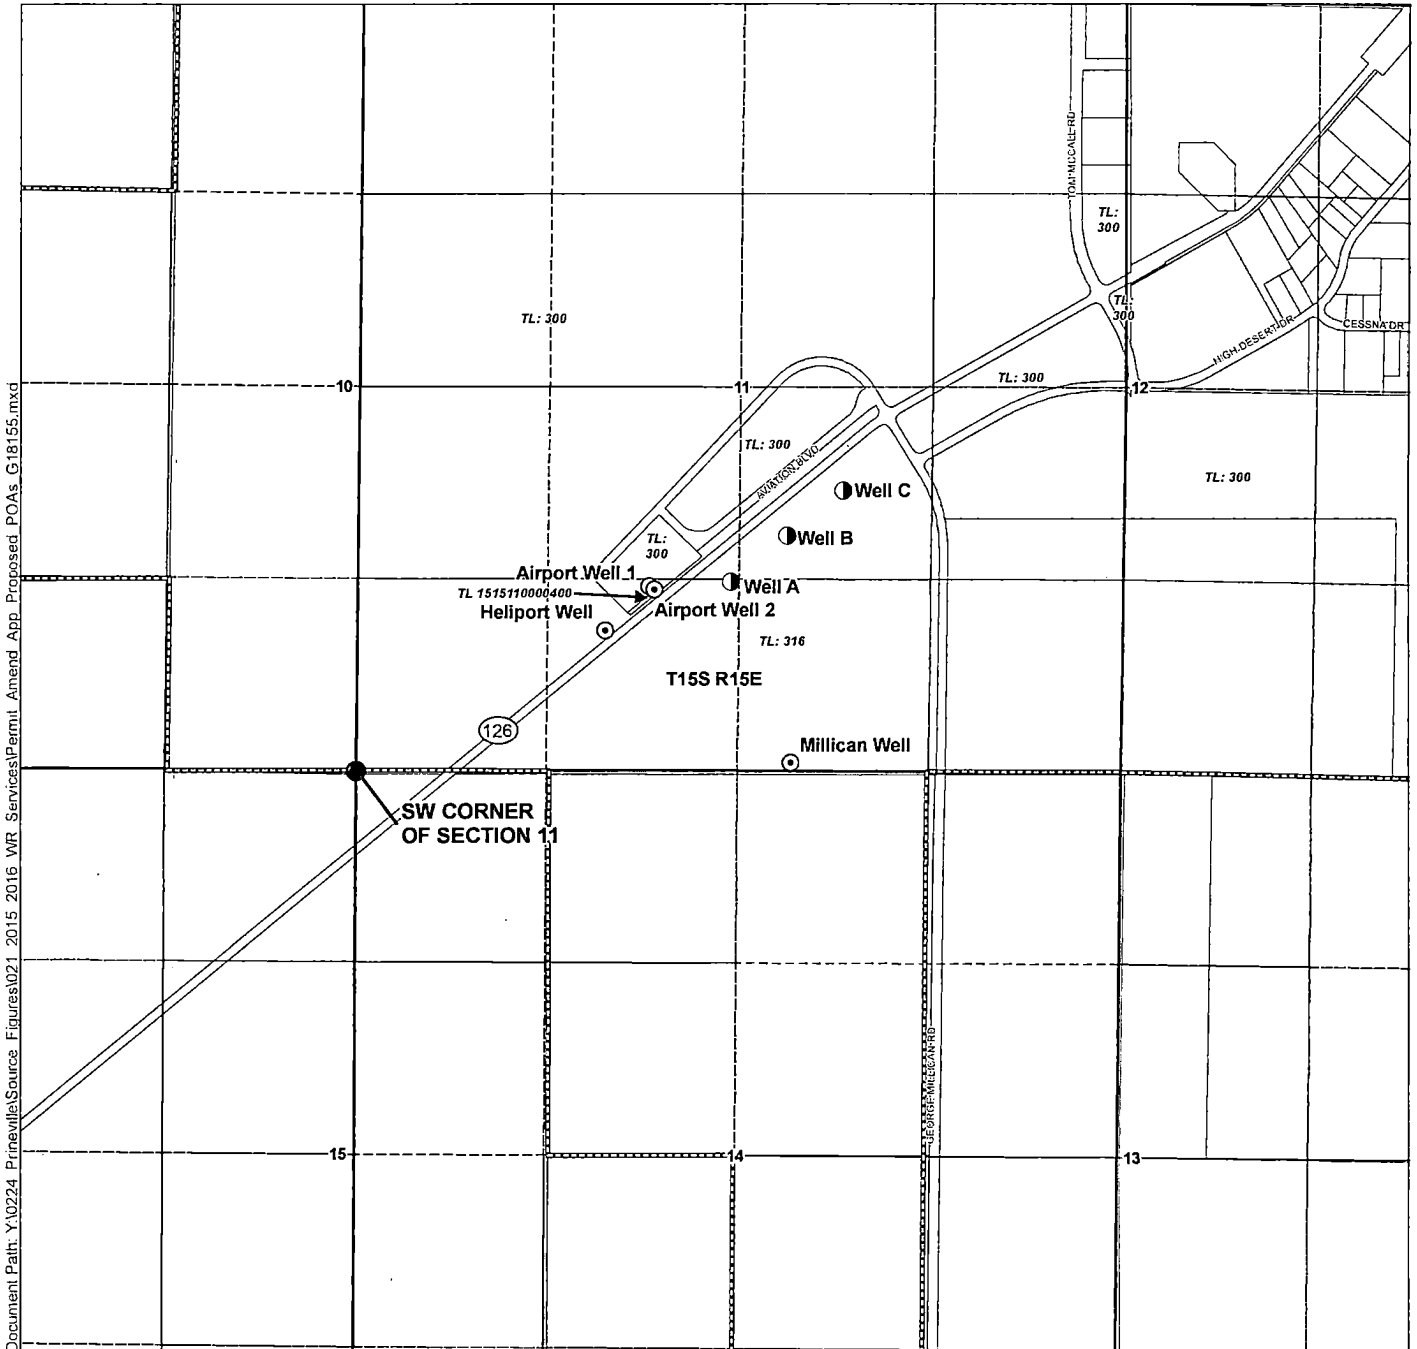 TOM MCCALL RD
TL:
300
TL:
300
TL: 300
HIGH DESERT DR
CESSNA DR
10
11
TL: 300
12
TL: 300
AVIATION BLVD
TL: 300
Well C
Well B
TL:
300
Airport Well 1
TL 1515110000400
Well A
Heliport Well
Airport Well 2
TL: 316
T15S R15E
126
Millican Well
SW CORNER
OF SECTION 11
GEORGE MILLICAN RD
15
14
13
Document Path: Y:\0224 Prineville\Source Figures\021 2015 2016 WR Services\Permit Amend App Proposed POAs G18155.mxd